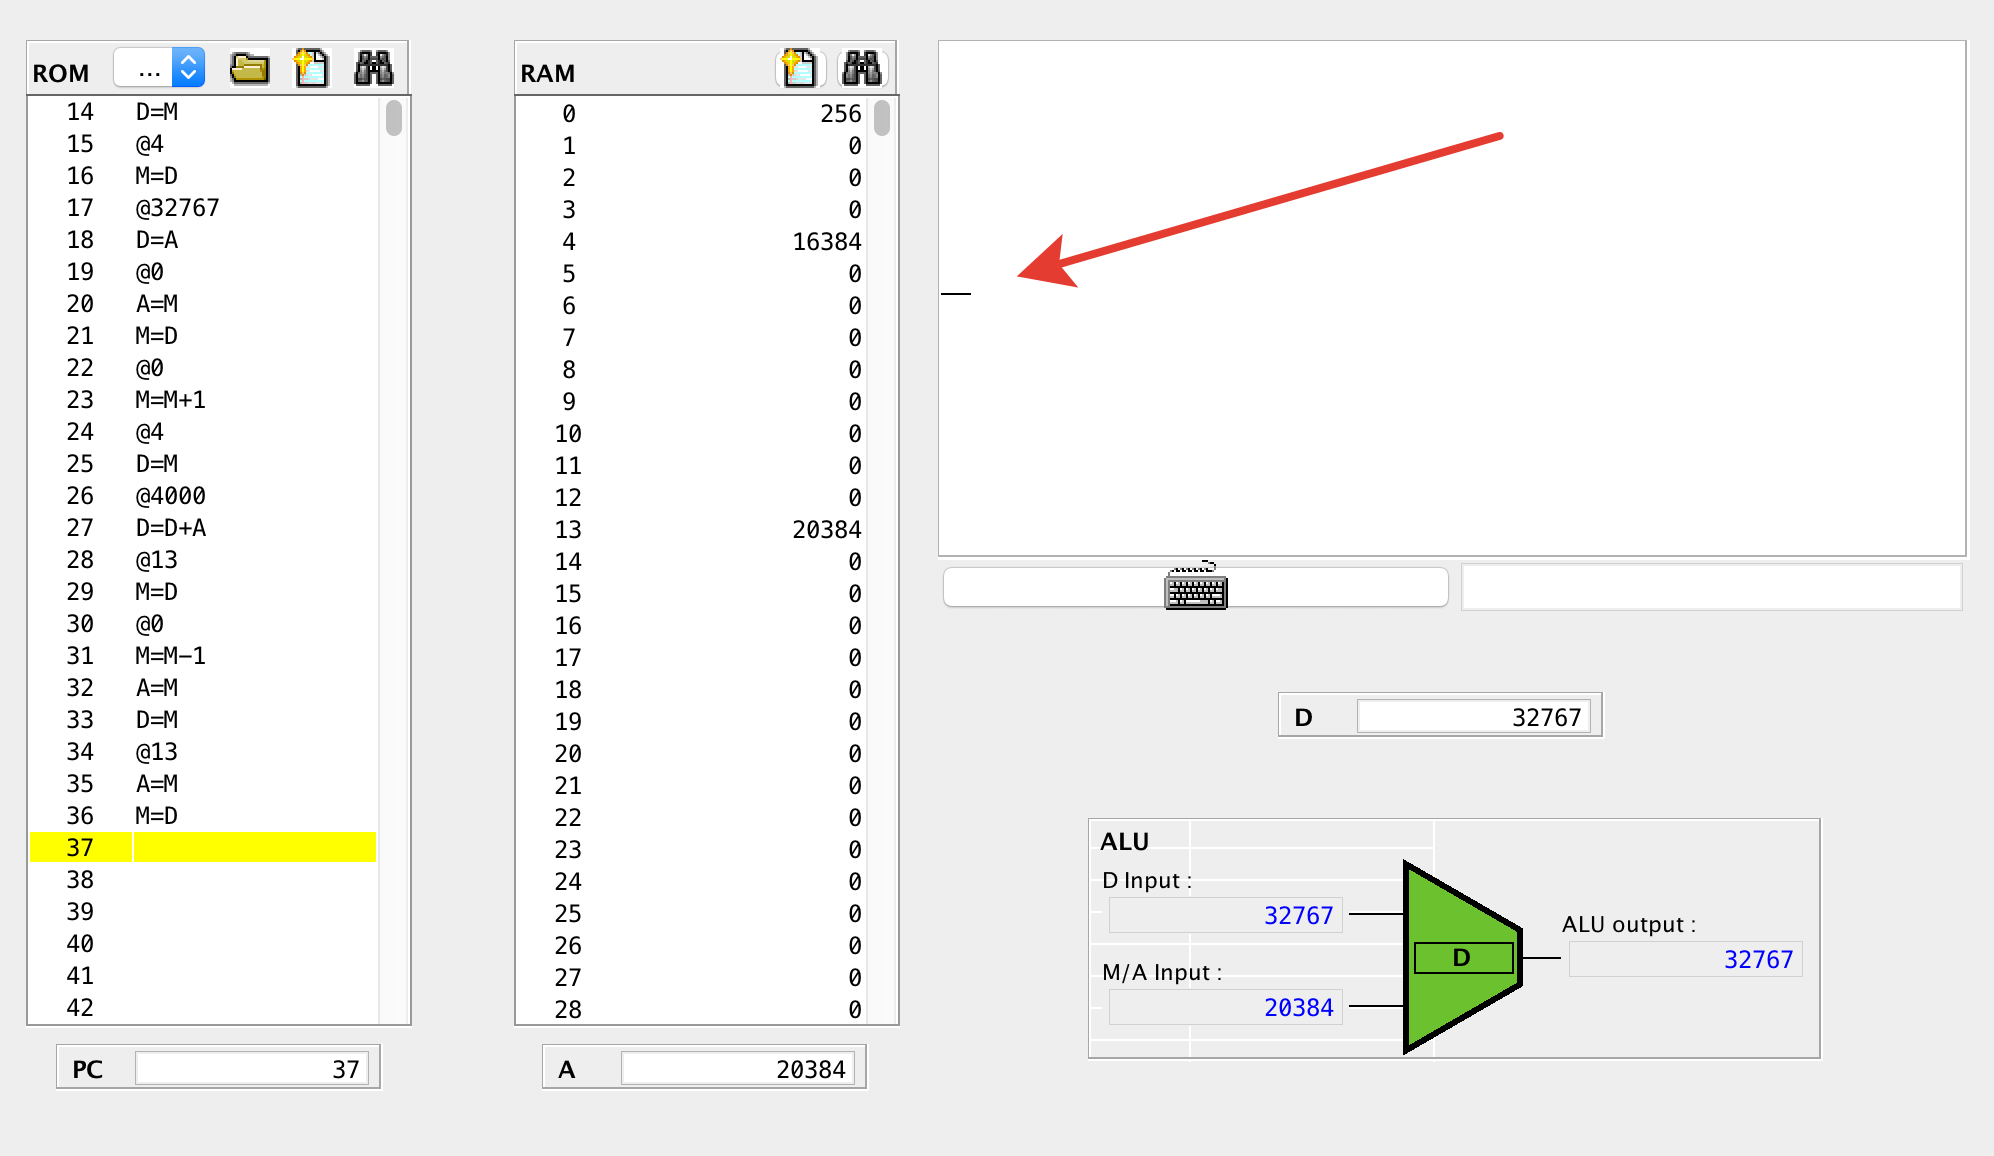 ROM ...
14 D=M
15 @4
16 M=D
17 @32767
18 D=A
19 @0
20 A=M
21 M=D
22 @0
23 M=M+1
24 @4
25 D=M
26 @4000
27 D=D+A
28 @13
29 M=D
30 @0
31 M=M-1
32 A=M
33 D=M
34 @13
35 A=M
36 M=D
37
38
39
40
41
42
PC 37
RAM
0 256
1 0
2 0
3 0
4 16384
5 0
6 0
7 0
8 0
9 0
10 0
11 0
12 0
13 20384
14 0
15 0
16 0
17 0
18 0
19 0
20 0
21 0
22 0
23 0
24 0
25 0
26 0
27 0
28 0
A 20384
D 32767
ALU
D Input :
32767
M/A Input :
20384
D
ALU output :
32767